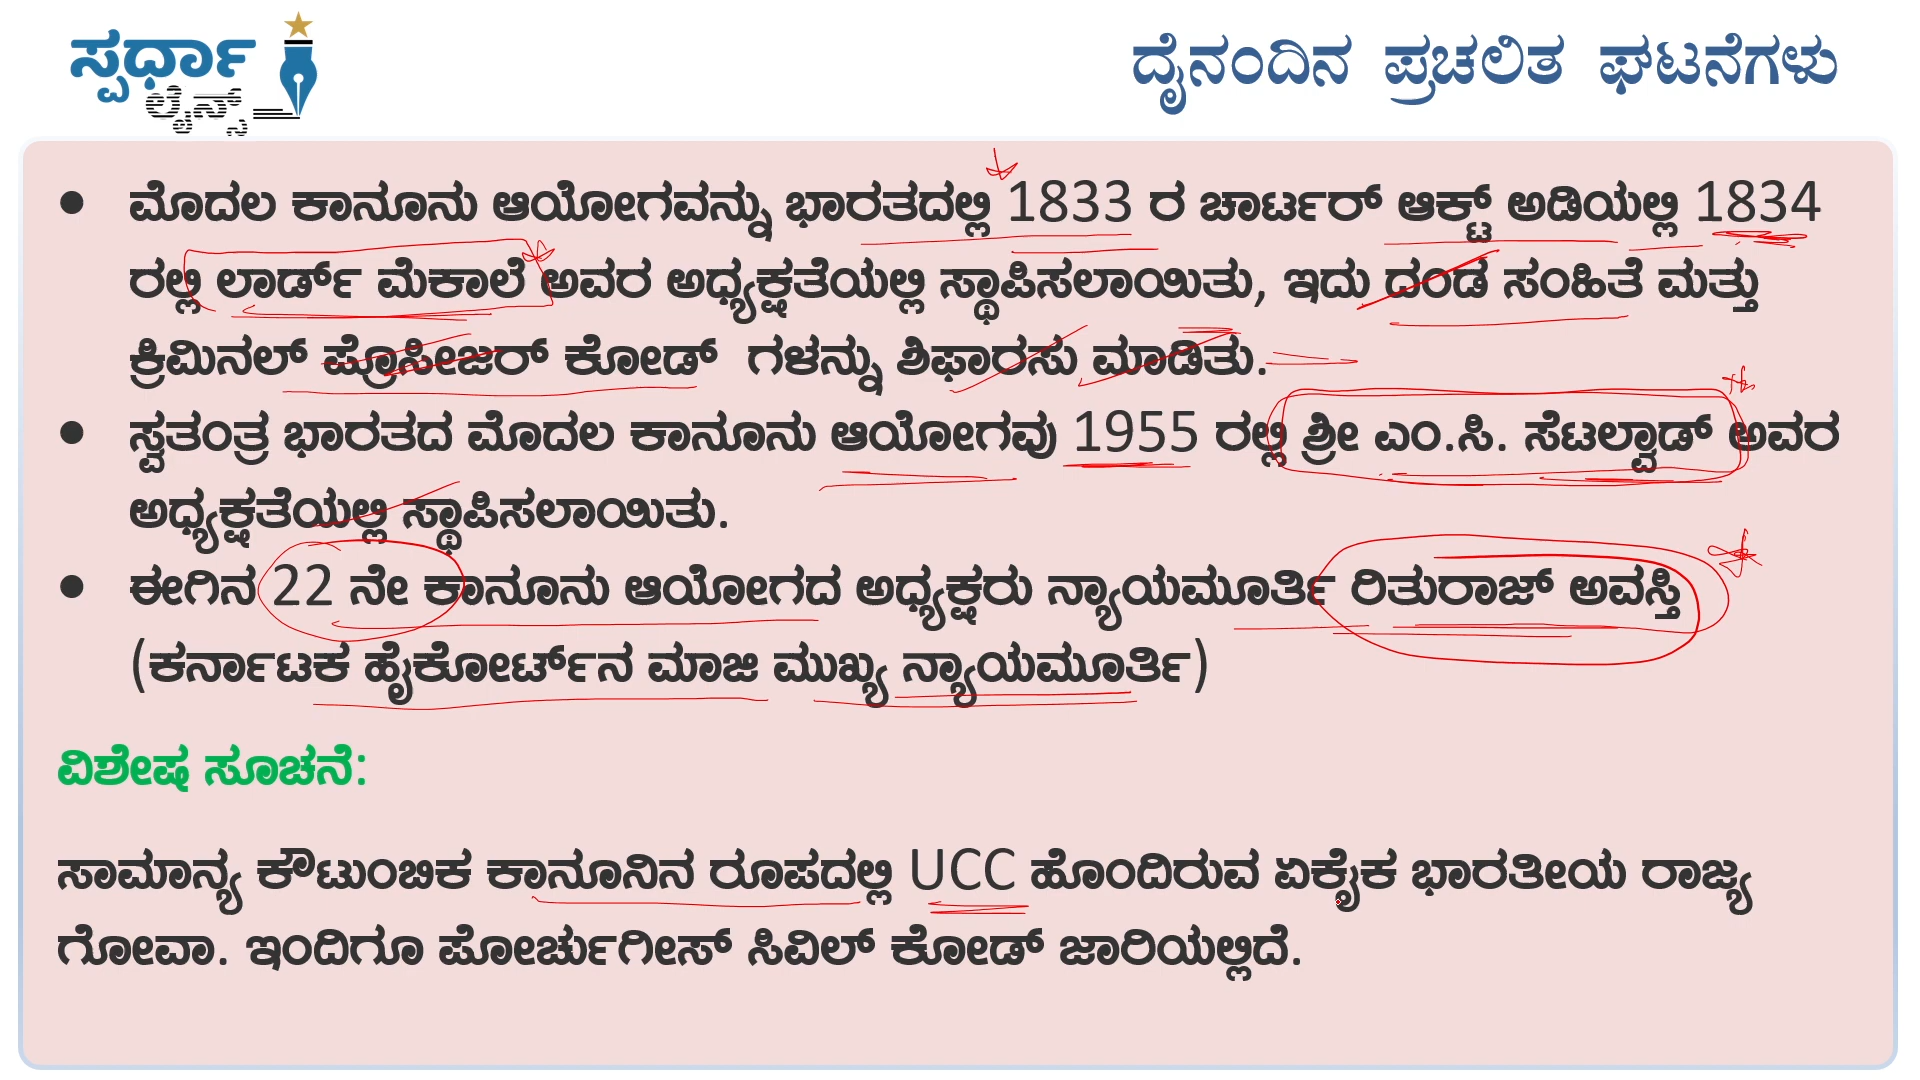 ಸ್ಪರ್ಧಾ
ಲೈನ್ಸ್
ದೈನಂದಿನ ಪ್ರಚಲಿತ ಘಟನೆಗಳು
● ಮೊದಲ ಕಾನೂನು ಆಯೋಗವನ್ನು ಭಾರತದಲ್ಲಿ 1833 ರ ಚಾರ್ಟರ್ ಆಕ್ಟ್ ಅಡಿಯಲ್ಲಿ 1834
ರಲ್ಲಿ ಲಾರ್ಡ್ ಮೆಕಾಲೆ ಅವರ ಅಧ್ಯಕ್ಷತೆಯಲ್ಲಿ ಸ್ಥಾಪಿಸಲಾಯಿತು, ಇದು ದಂಡ ಸಂಹಿತೆ ಮತ್ತು
ಕ್ರಿಮಿನಲ್ ಪ್ರೊಸೀಜರ್ ಕೋಡ್ ಗಳನ್ನು ಶಿಫಾರಸು ಮಾಡಿತು.
● ಸ್ವತಂತ್ರ ಭಾರತದ ಮೊದಲ ಕಾನೂನು ಆಯೋಗವು 1955 ರಲ್ಲಿ ಶ್ರೀ ಎಂ.ಸಿ. ಸೆಟಲ್ವಾಡ್ ಅವರ
ಅಧ್ಯಕ್ಷತೆಯಲ್ಲಿ ಸ್ಥಾಪಿಸಲಾಯಿತು.
● ಈಗಿನ 22 ನೇ ಕಾನೂನು ಆಯೋಗದ ಅಧ್ಯಕ್ಷರು ನ್ಯಾಯಮೂರ್ತಿ ರಿತುರಾಜ್ ಅವಸ್ತಿ
(ಕರ್ನಾಟಕ ಹೈಕೋರ್ಟ್‌ನ ಮಾಜಿ ಮುಖ್ಯ ನ್ಯಾಯಮೂರ್ತಿ)
ವಿಶೇಷ ಸೂಚನೆ:
ಸಾಮಾನ್ಯ ಕೌಟುಂಬಿಕ ಕಾನೂನಿನ ರೂಪದಲ್ಲಿ UCC ಹೊಂದಿರುವ ಏಕೈಕ ಭಾರತೀಯ ರಾಜ್ಯ
ಗೋವಾ. ಇಂದಿಗೂ ಪೋರ್ಚುಗೀಸ್ ಸಿವಿಲ್ ಕೋಡ್ ಜಾರಿಯಲ್ಲಿದೆ.